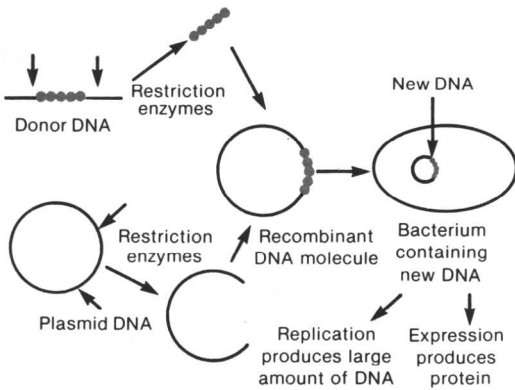 Restriction
enzymes
Donor DNA
New DNA
Restriction
enzymes
Plasmid DNA
Recombinant
DNA molecule
Bacterium
containing
new DNA
Replication
produces large
amount of DNA
Expression
produces
protein